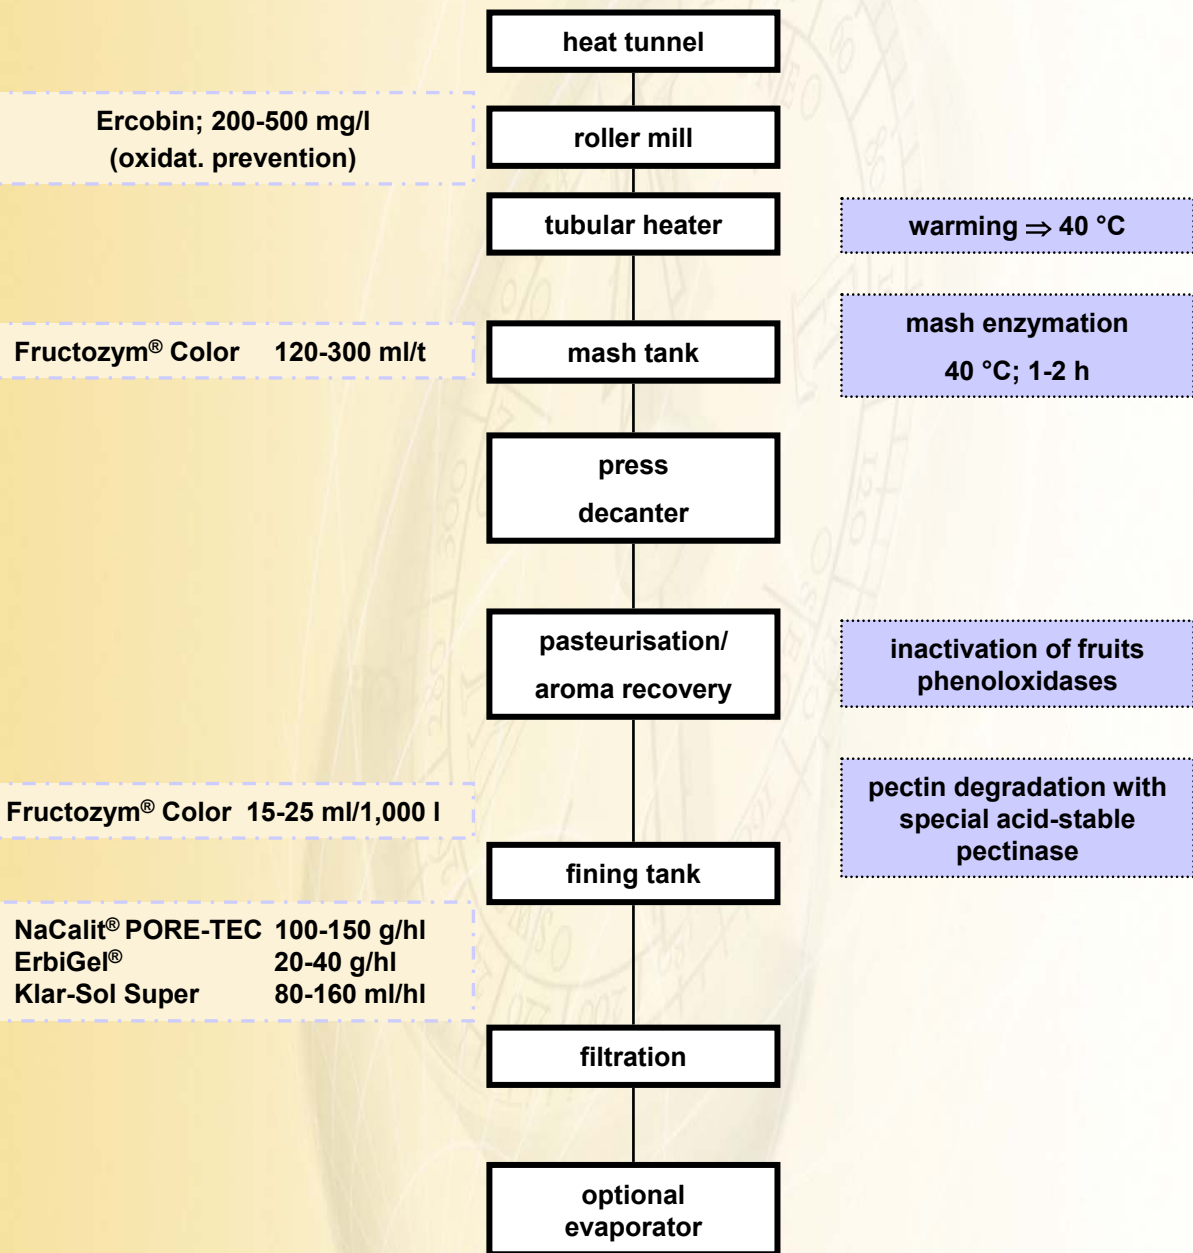 heat tunnel
Ercobin; 200-500 mg/l
(oxidat. prevention)
roller mill
tubular heater
warming ⇒ 40 °C
Fructozym® Color 120-300 ml/t
mash tank
mash enzymation
40 °C; 1-2 h
press
decanter
pasteurisation/
aroma recovery
inactivation of fruits
phenoloxidases
Fructozym® Color 15-25 ml/1,000 l
pectin degradation with
special acid-stable
pectinase
fining tank
NaCalit® PORE-TEC 100-150 g/hl
ErbiGel® 20-40 g/hl
Klar-Sol Super 80-160 ml/hl
filtration
optional
evaporator